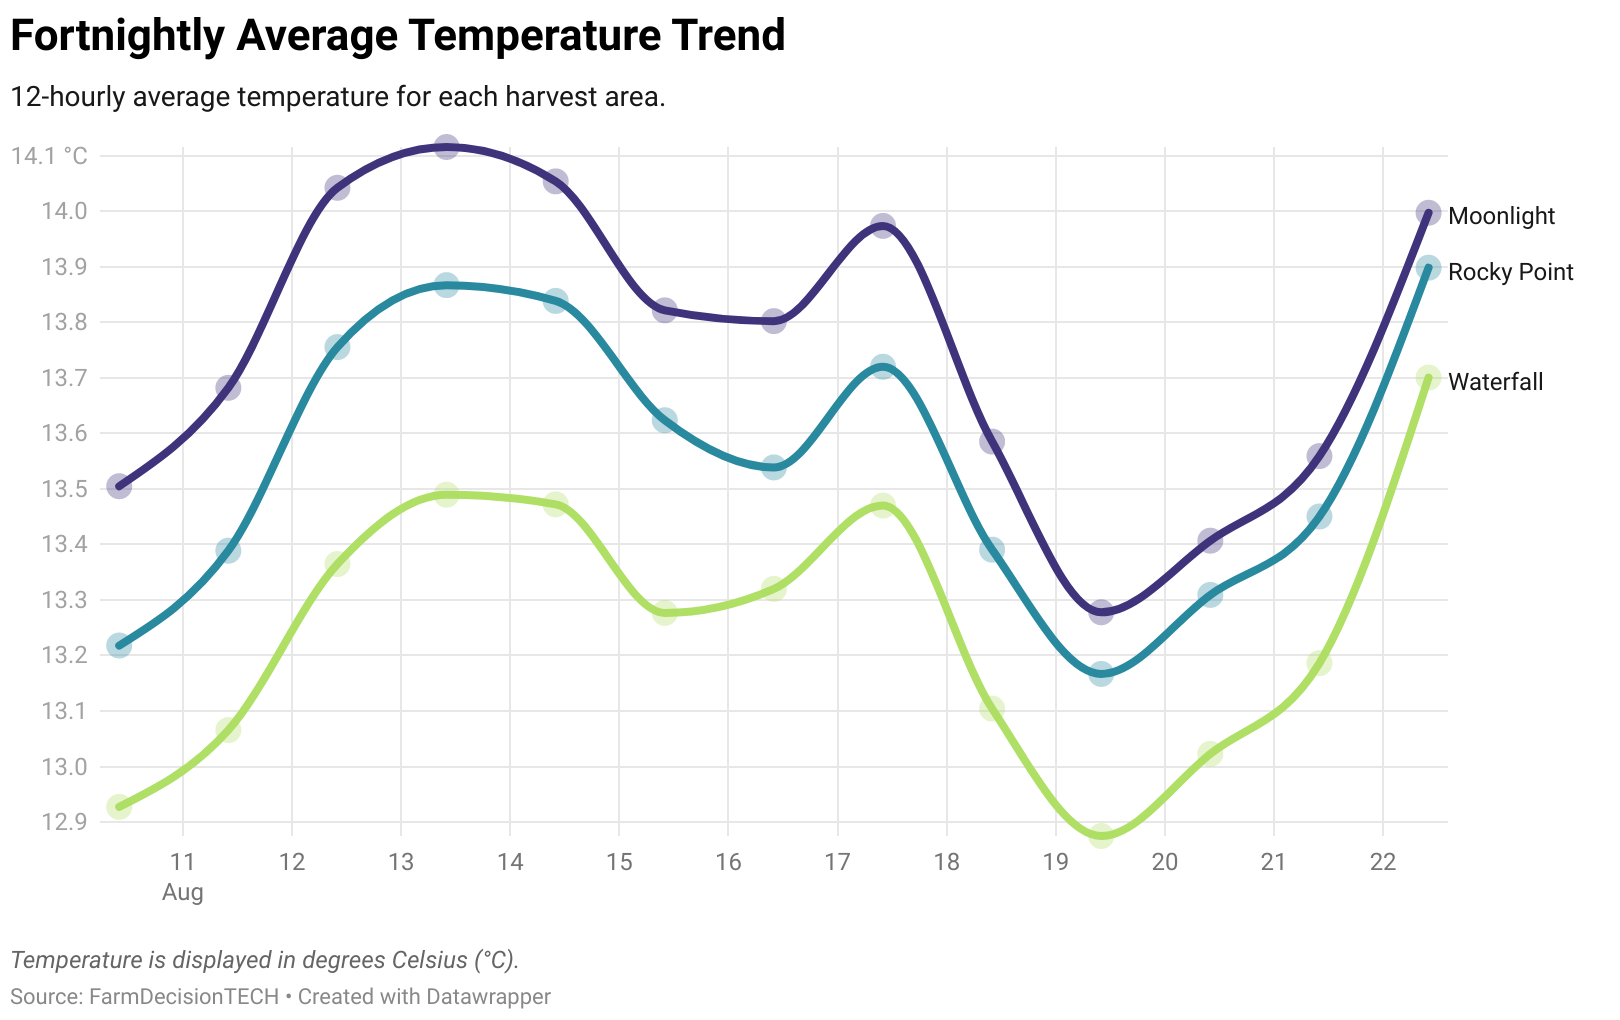 Fortnightly Average Temperature Trend
12-hourly average temperature for each harvest area.
14.1 °C
14.0
13.9
13.8
13.7
13.6
13.5
13.4
13.3
13.2
13.1
13.0
12.9
Moonlight
Rocky Point
Waterfall
11 12 13 14 15 16 17 18 19 20 21 22
Aug
Temperature is displayed in degrees Celsius (°C).
Source: FarmDecisionTECH • Created with Datawrapper